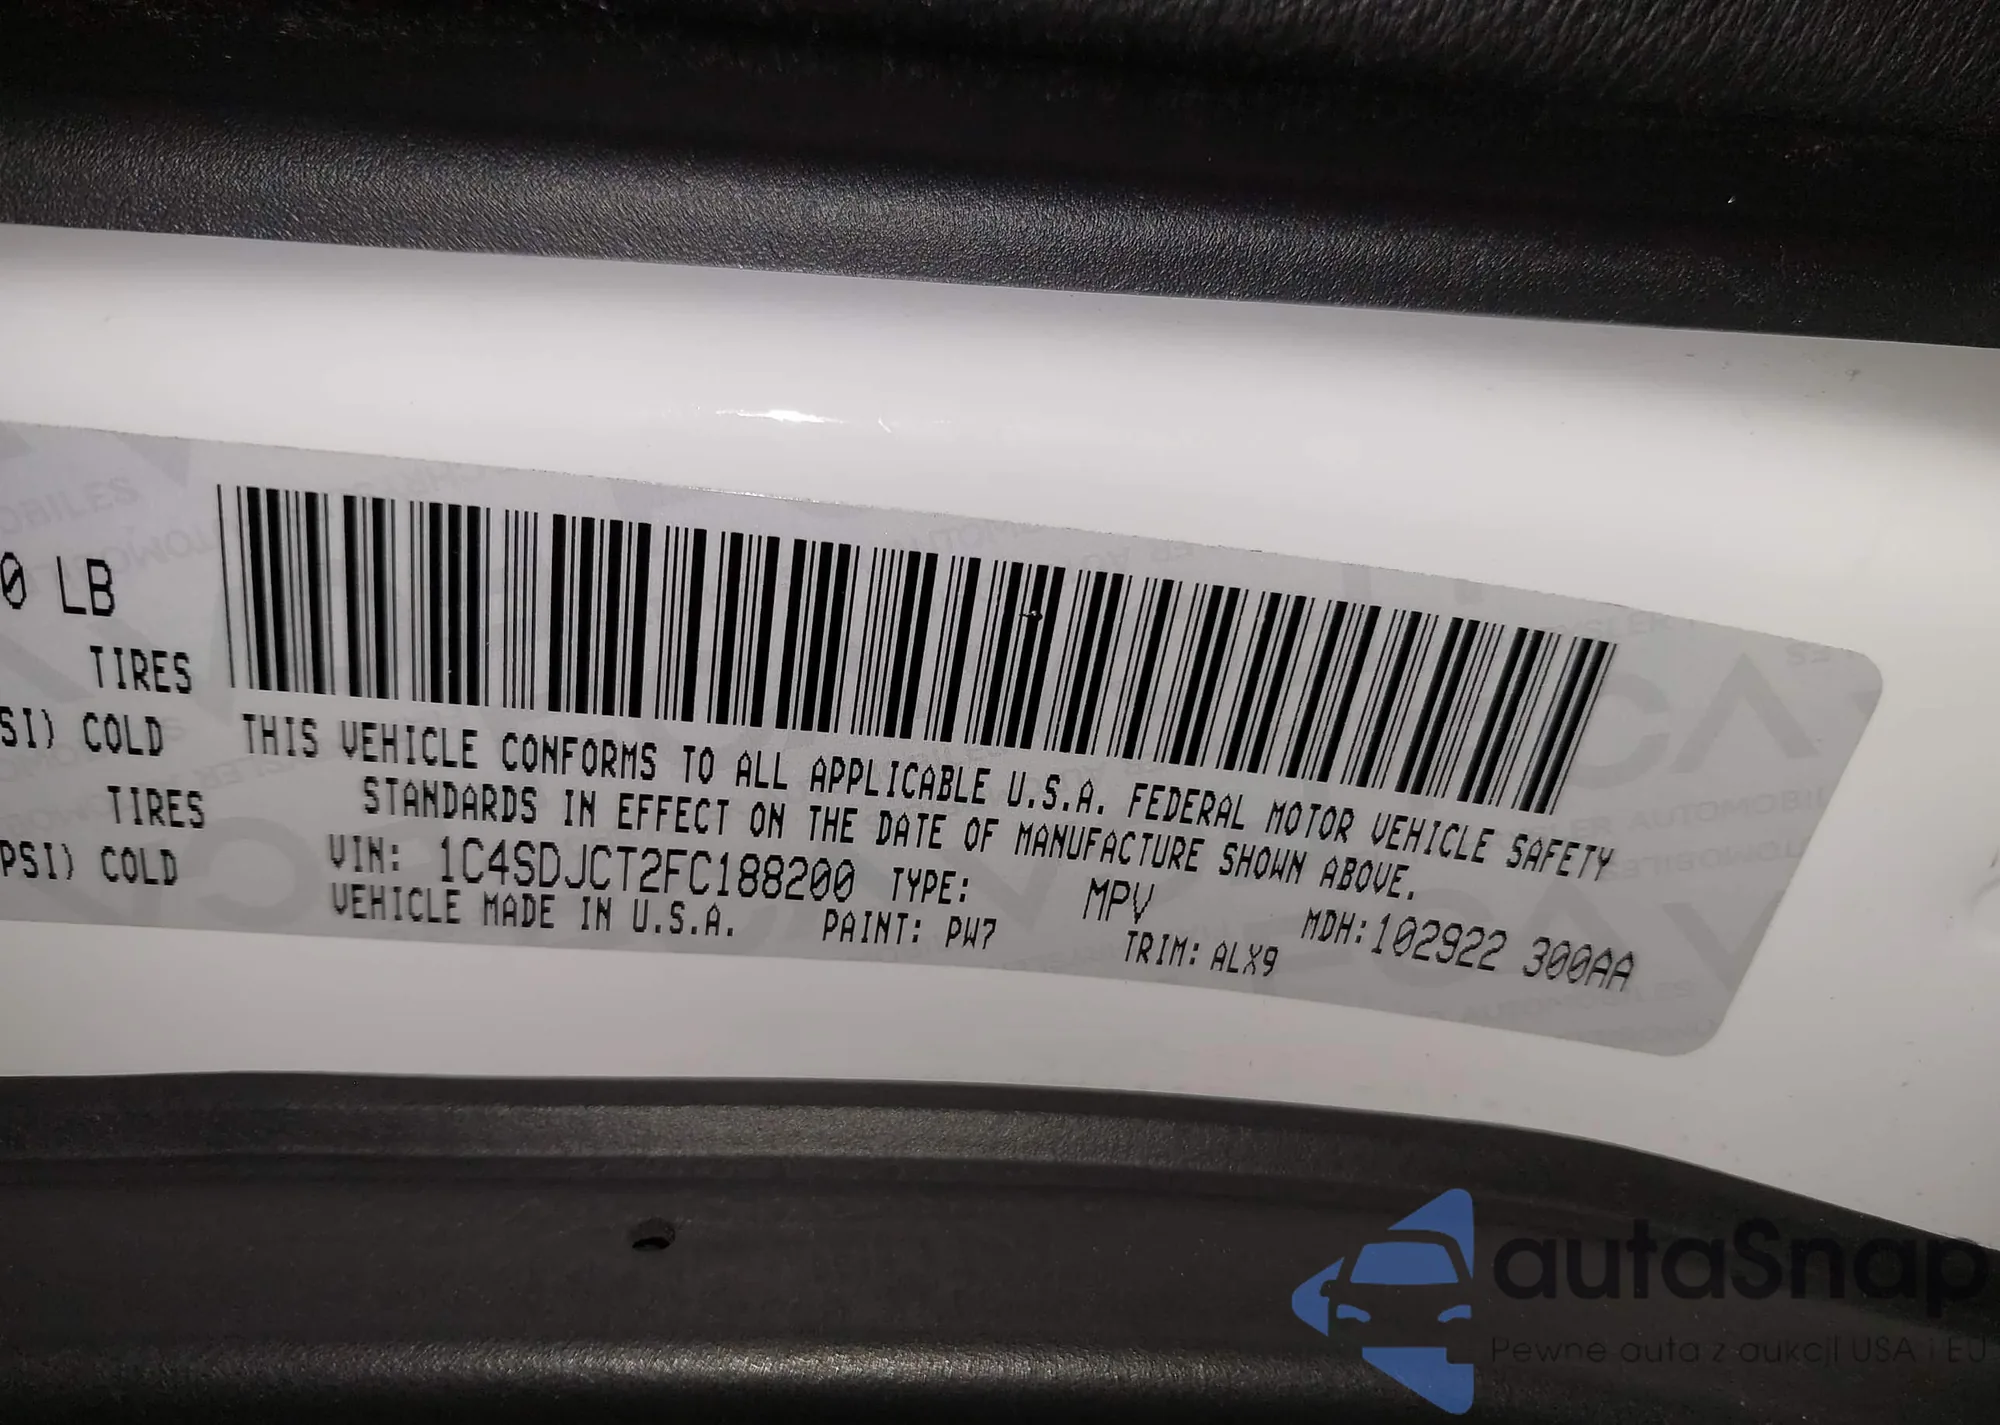 0 LB
TIRES
SI) COLD
TIRES
PSI) COLD
THIS VEHICLE CONFORMS TO ALL APPLICABLE U.S.A. FEDERAL MOTOR VEHICLE SAFETY
STANDARDS IN EFFECT ON THE DATE OF MANUFACTURE SHOWN ABOVE.
VIN: 1C4SDJCT2FC188200 TYPE: MPV MDH:102922 300AA
VEHICLE MADE IN U.S.A. PAINT: PW7 TRIM: ALX9
autaSnap
Pewne auta z aukcji USA i EU